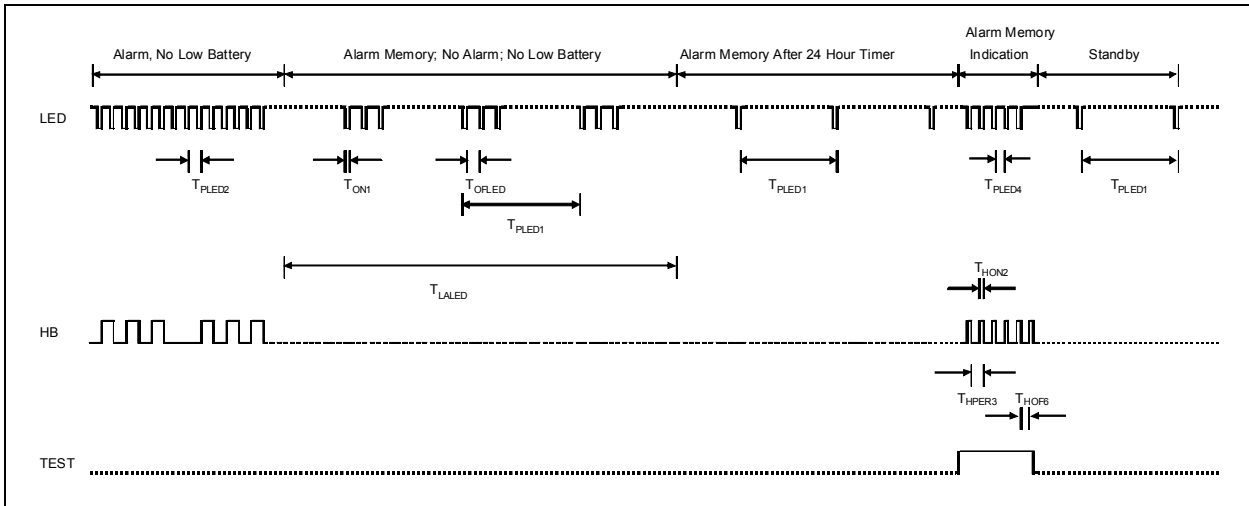 Alarm, No Low Battery
Alarm Memory; No Alarm; No Low Battery
Alarm Memory After 24 Hour Timer
Alarm Memory
Indication
Standby
LED
TPLED2
TON1
TOFLED
TPLED1
TPLED1
TPLED4
TPLED1
TLALED
THON2
HB
THPER3
THOF6
TEST